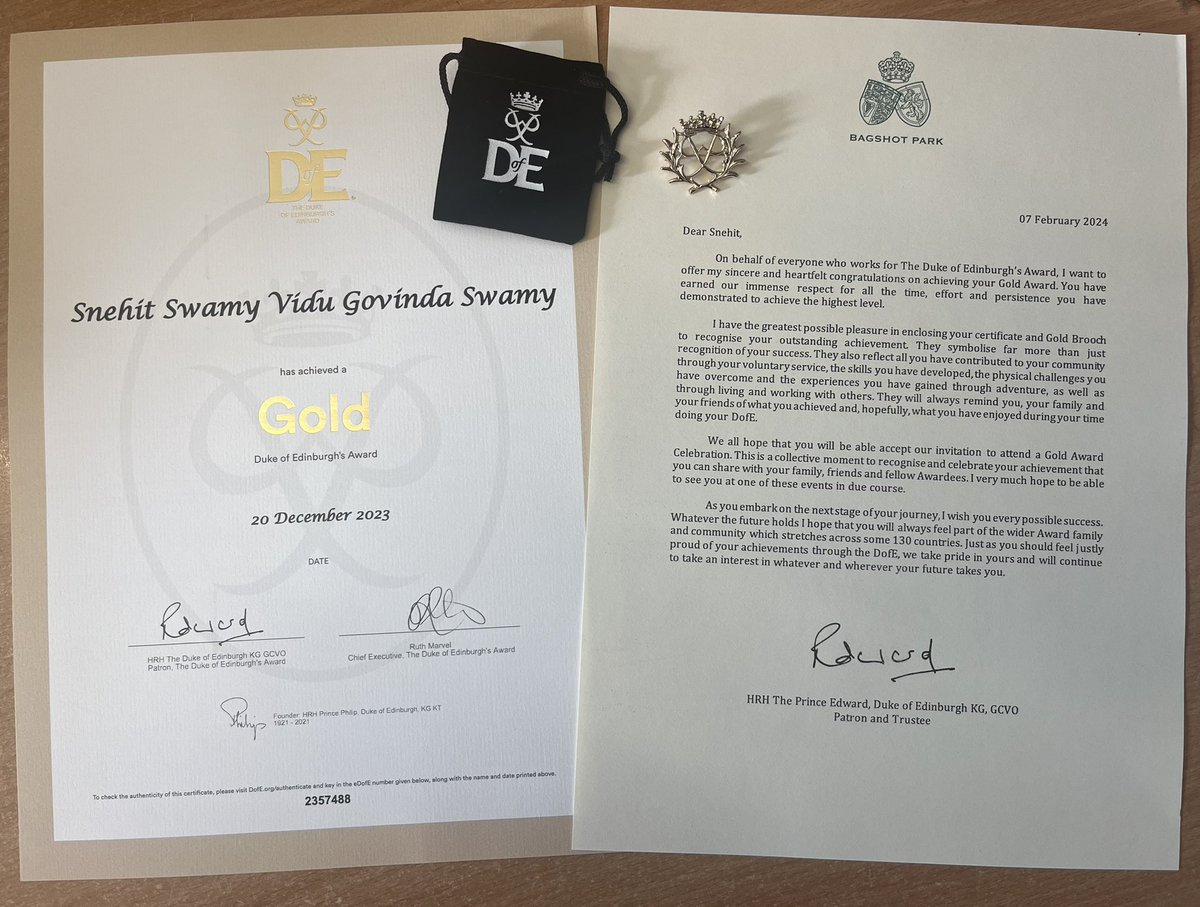 DofE
THE DUKE
OF EDINBURGH'S
AWARD
Snehit Swamy Vidu Govinda Swamy
has achieved a
Gold
Duke of Edinburgh's Award
20 December 2023
DATE
Edward
HRH The Duke of Edinburgh KG GCVO
Patron, The Duke of Edinburgh's Award
Ruth Marvel
Chief Executive, The Duke of Edinburgh's Award
Philip
Founder: HRH Prince Philip, Duke of Edinburgh, KG KT
1921 - 2021
To check the authenticity of this certificate, please visit DofE.org/authenticate and key in the eDofE number given below, along with the name and date printed above.
2357488
DofE
BAGSHOT PARK
07 February 2024
Dear Snehit,
On behalf of everyone who works for The Duke of Edinburgh's Award, I want to
offer my sincere and heartfelt congratulations on achieving your Gold Award. You have
earned our immense respect for all the time, effort and persistence you have
demonstrated to achieve the highest level.
I have the greatest possible pleasure in enclosing your certificate and Gold Brooch
to recognise your outstanding achievement. They symbolise far more than just
recognition of your success. They also reflect all you have contributed to your community
through your voluntary service, the skills you have developed, the physical challenges you
have overcome and the experiences you have gained through adventure, as well as
through living and working with others. They will always remind you, your family and
your friends of what you achieved and, hopefully, what you have enjoyed during your time
doing your DofE.
We all hope that you will be able accept our invitation to attend a Gold Award
Celebration. This is a collective moment to recognise and celebrate your achievement that
you can share with your family, friends and fellow Awardees. I very much hope to be able
to see you at one of these events in due course.
As you embark on the next stage of your journey, I wish you every possible success.
Whatever the future holds I hope that you will always feel part of the wider Award family
and community which stretches across some 130 countries. Just as you should feel justly
proud of your achievements through the DofE, we take pride in yours and will continue
to take an interest in whatever and wherever your future takes you.
Edward
HRH The Prince Edward, Duke of Edinburgh KG, GCVO
Patron and Trustee